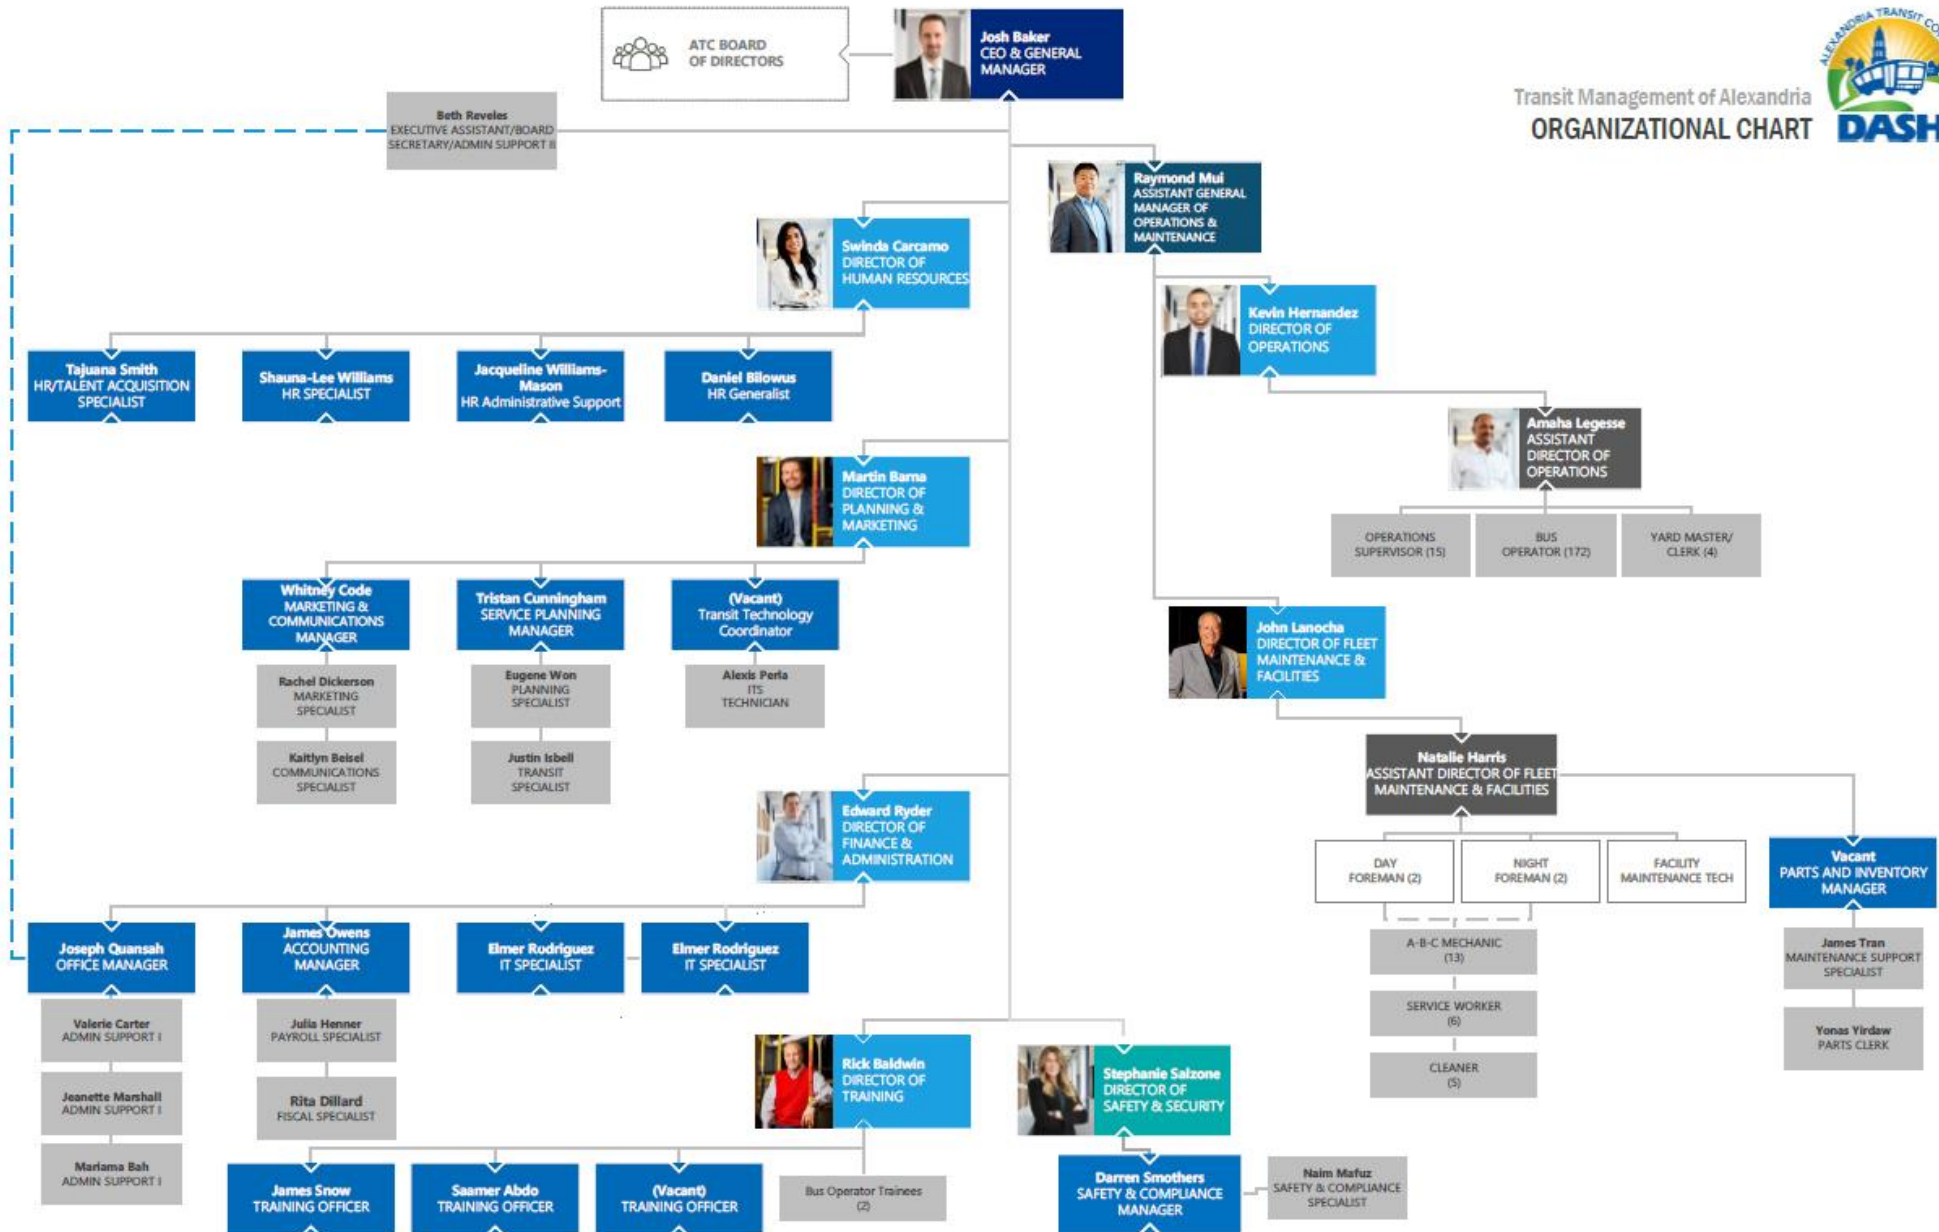 ATC BOARD
OF DIRECTORS
Josh Baker
CEO & GENERAL
MANAGER
ALEXANDRIA TRANSIT CO
Transit Management of Alexandria
ORGANIZATIONAL CHART
DASH
Beth Reveles
EXECUTIVE ASSISTANT/BOARD
SECRETARY/ADMIN SUPPORT II
Raymond Mui
ASSISTANT GENERAL
MANAGER OF
OPERATIONS &
MAINTENANCE
Swinda Carcamo
DIRECTOR OF
HUMAN RESOURCES
Kevin Hernandez
DIRECTOR OF
OPERATIONS
Tajuana Smith
HR/TALENT ACQUISITION
SPECIALIST
Shauna-Lee Williams
HR SPECIALIST
Jacqueline Williams-
Mason
HR Administrative Support
Daniel Bilowus
HR Generalist
Amaha Legesse
ASSISTANT
DIRECTOR OF
OPERATIONS
Martin Barna
DIRECTOR OF
PLANNING &
MARKETING
OPERATIONS
SUPERVISOR (15)
BUS
OPERATOR (172)
YARD MASTER/
CLERK (4)
Whitney Code
MARKETING &
COMMUNICATIONS
MANAGER
Tristan Cunningham
SERVICE PLANNING
MANAGER
(Vacant)
Transit Technology
Coordinator
John Lanocha
DIRECTOR OF FLEET
MAINTENANCE &
FACILITIES
Rachel Dickerson
MARKETING
SPECIALIST
Eugene Won
PLANNING
SPECIALIST
Alexis Perla
ITS
TECHNICIAN
Kaitlyn Beisel
COMMUNICATIONS
SPECIALIST
Justin Isbell
TRANSIT
SPECIALIST
Natalie Harris
ASSISTANT DIRECTOR OF FLEET
MAINTENANCE & FACILITIES
Edward Ryder
DIRECTOR OF
FINANCE &
ADMINISTRATION
DAY
FOREMAN (2)
NIGHT
FOREMAN (2)
FACILITY
MAINTENANCE TECH
Vacant
PARTS AND INVENTORY
MANAGER
Joseph Quansah
OFFICE MANAGER
James Owens
ACCOUNTING
MANAGER
Elmer Rodriguez
IT SPECIALIST
Elmer Rodriguez
IT SPECIALIST
A-B-C MECHANIC
(13)
James Tran
MAINTENANCE SUPPORT
SPECIALIST
Valerie Carter
ADMIN SUPPORT I
Julia Henner
PAYROLL SPECIALIST
SERVICE WORKER
(6)
Yonas Yirdaw
PARTS CLERK
Rick Baldwin
DIRECTOR OF
TRAINING
Stephanie Salzone
DIRECTOR OF
SAFETY & SECURITY
CLEANER
(5)
Jeanette Marshall
ADMIN SUPPORT I
Rita Dillard
FISCAL SPECIALIST
Mariama Bah
ADMIN SUPPORT I
James Snow
TRAINING OFFICER
Saamer Abdo
TRAINING OFFICER
(Vacant)
TRAINING OFFICER
Bus Operator Trainees
(2)
Darren Smothers
SAFETY & COMPLIANCE
MANAGER
Naim Mafuz
SAFETY & COMPLIANCE
SPECIALIST